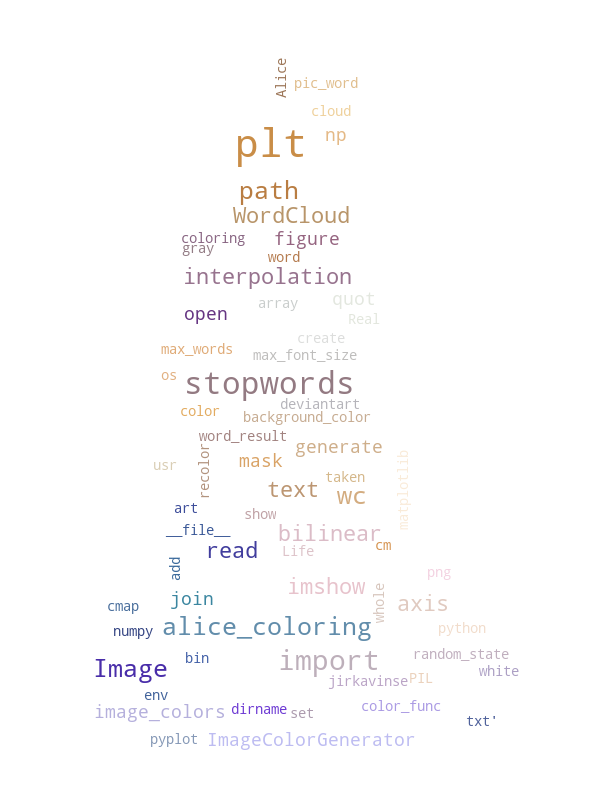 Alice
pic_word
cloud
plt
np
path
WordCloud
coloring
figure
gray
word
interpolation
array
quot
open
Real
create
max_words
max_font_size
os
stopwords
deviantart
color
background_color
word_result
generate
recolor
mask
usr
matplotlib
taken
text
wc
art
show
__file__
bilinear
read
Life
cm
add
imshow
png
join
whole
axis
cmap
numpy
alice_coloring
python
Image
bin
import
random_state
white
jirkavinse
PIL
env
image_colors
dirname
set
color_func
txt'
pyplot
ImageColorGenerator